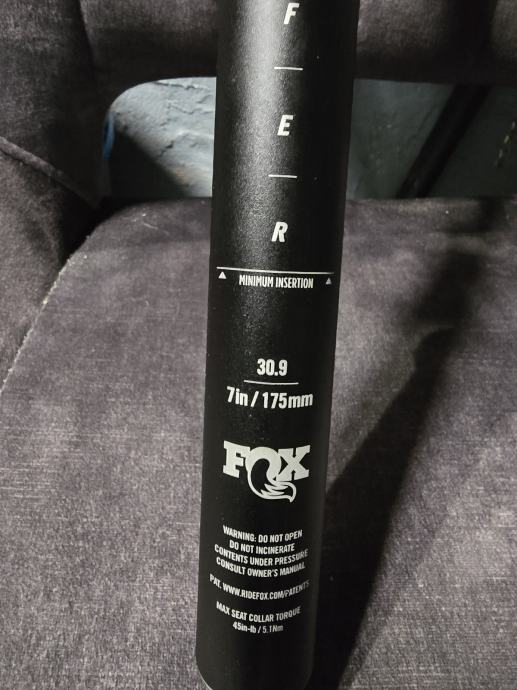 F
E
R
MINIMUM INSERTION
30.9
7in / 175mm
FOX
WARNING: DO NOT OPEN
DO NOT INCINERATE
CONTENTS UNDER PRESSURE
CONSULT OWNER'S MANUAL
PAT. WWW.RIDEFOX.COM/PATENTS
MAX SEAT COLLAR TORQUE
45in-lb / 5.1Nm